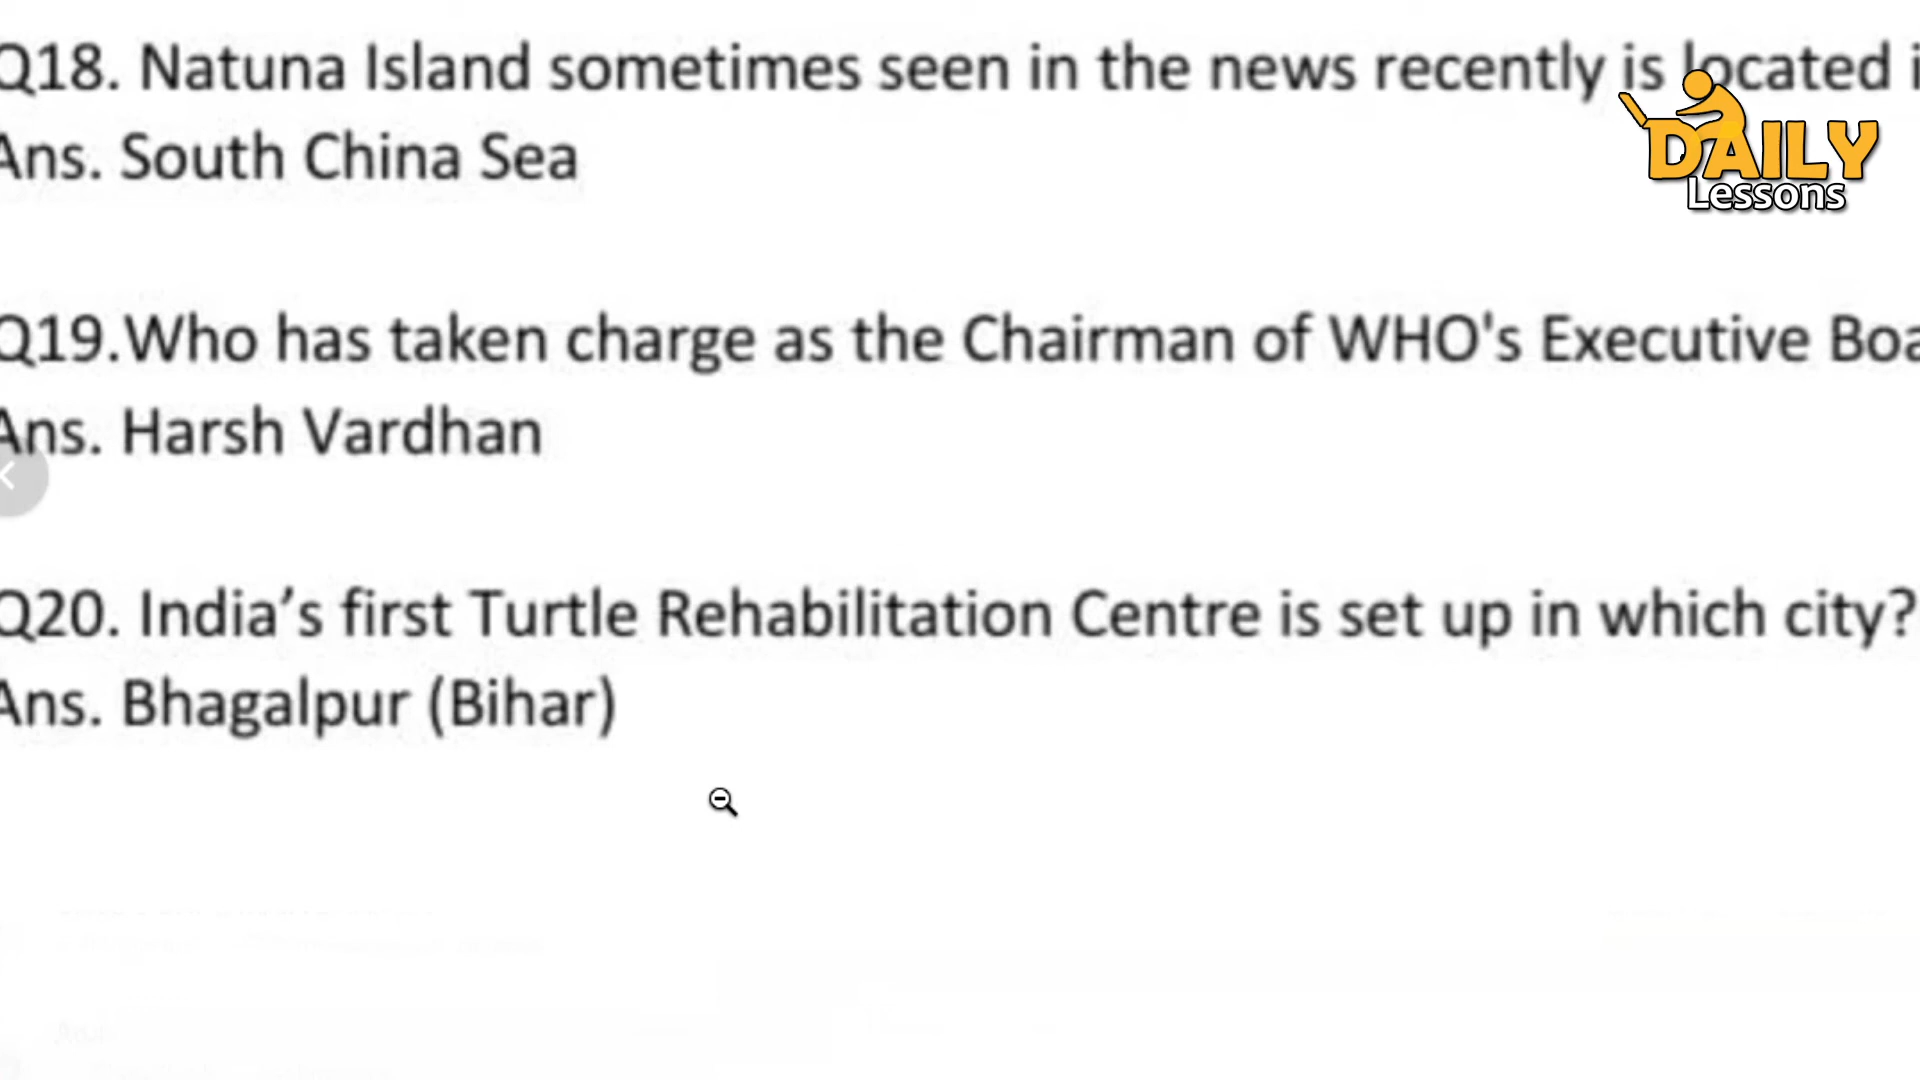 Q18. Natuna Island sometimes seen in the news recently is located i
Ans. South China Sea
DAILY
Lessons
Q19.Who has taken charge as the Chairman of WHO's Executive Boa
Ans. Harsh Vardhan
Q20. India’s first Turtle Rehabilitation Centre is set up in which city?
Ans. Bhagalpur (Bihar)